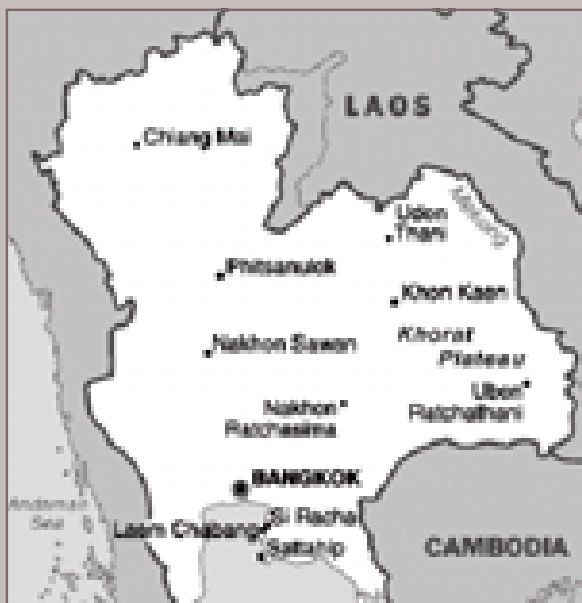 LAOS
Chiang Mai
Mekong
Udon
Thani
Phitsanulok
Khon Kaen
Khorat
Plateau
Nakhon Sawan
Ubon
Ratchathani
Nakhon
Ratchasima
BANGKOK
Andaman
Sea
Si Racha
Laem Chabang
Sattahip
CAMBODIA